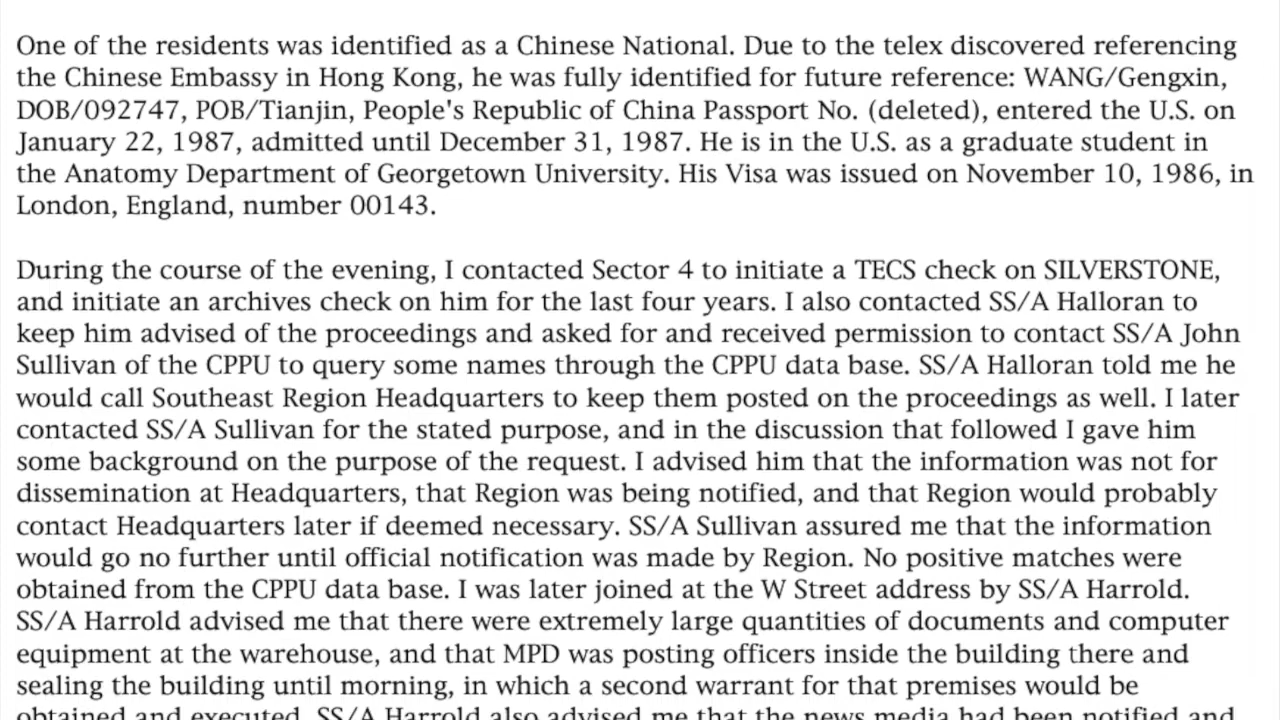 One of the residents was identified as a Chinese National. Due to the telex discovered referencing
the Chinese Embassy in Hong Kong, he was fully identified for future reference: WANG/Gengxin,
DOB/092747, POB/Tianjin, People's Republic of China Passport No. (deleted), entered the U.S. on
January 22, 1987, admitted until December 31, 1987. He is in the U.S. as a graduate student in
the Anatomy Department of Georgetown University. His Visa was issued on November 10, 1986, in
London, England, number 00143.
During the course of the evening, I contacted Sector 4 to initiate a TECS check on SILVERSTONE,
and initiate an archives check on him for the last four years. I also contacted SS/A Halloran to
keep him advised of the proceedings and asked for and received permission to contact SS/A John
Sullivan of the CPPU to query some names through the CPPU data base. SS/A Halloran told me he
would call Southeast Region Headquarters to keep them posted on the proceedings as well. I later
contacted SS/A Sullivan for the stated purpose, and in the discussion that followed I gave him
some background on the purpose of the request. I advised him that the information was not for
dissemination at Headquarters, that Region was being notified, and that Region would probably
contact Headquarters later if deemed necessary. SS/A Sullivan assured me that the information
would go no further until official notification was made by Region. No positive matches were
obtained from the CPPU data base. I was later joined at the W Street address by SS/A Harrold.
SS/A Harrold advised me that there were extremely large quantities of documents and computer
equipment at the warehouse, and that MPD was posting officers inside the building there and
sealing the building until morning, in which a second warrant for that premises would be
obtained and executed. SS/A Harrold also advised me that the news media had been notified and